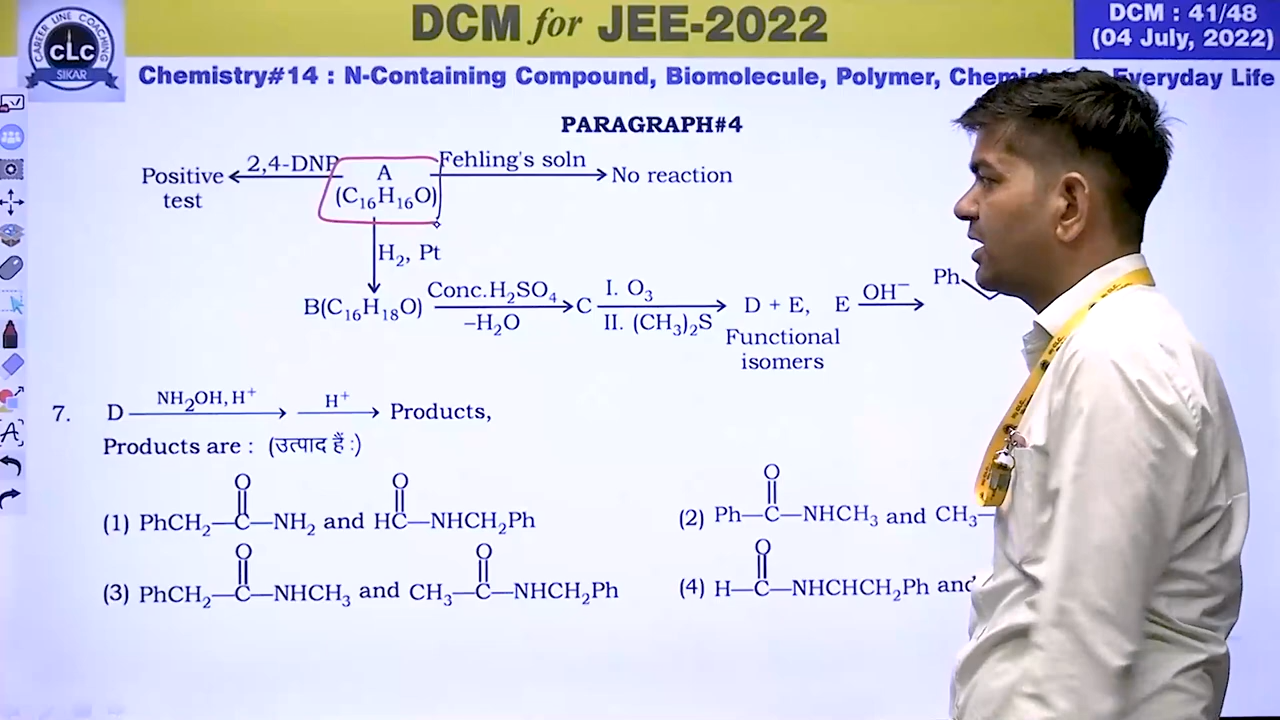 DCM for JEE-2022
DCM : 41/48
(04 July, 2022)
CAREER LINE COACHING
CLC
SIKAR
Chemistry#14 : N-Containing Compound, Biomolecule, Polymer, Everyday Life
PARAGRAPH#4
Positive test
2,4-DNP
A
(C₁₆H₁₆O)
Fehling's soln
No reaction
H₂, Pt
B(C₁₆H₁₈O)
Conc.H₂SO₄
–H₂O
C
I. O₃
II. (CH₃)₂S
D + E, E
Functional isomers
OH⁻
Ph
7. D NH₂OH, H⁺ H⁺ Products,
Products are : (उत्पाद हैं :)
(1) PhCH₂—C(=O)—NH₂ and HC(=O)—NHCH₂Ph
(2) Ph—C(=O)—NHCH₃ and CH₃—
(3) PhCH₂—C(=O)—NHCH₃ and CH₃—C(=O)—NHCH₂Ph
(4) H—C(=O)—NHCHCH₂Ph and